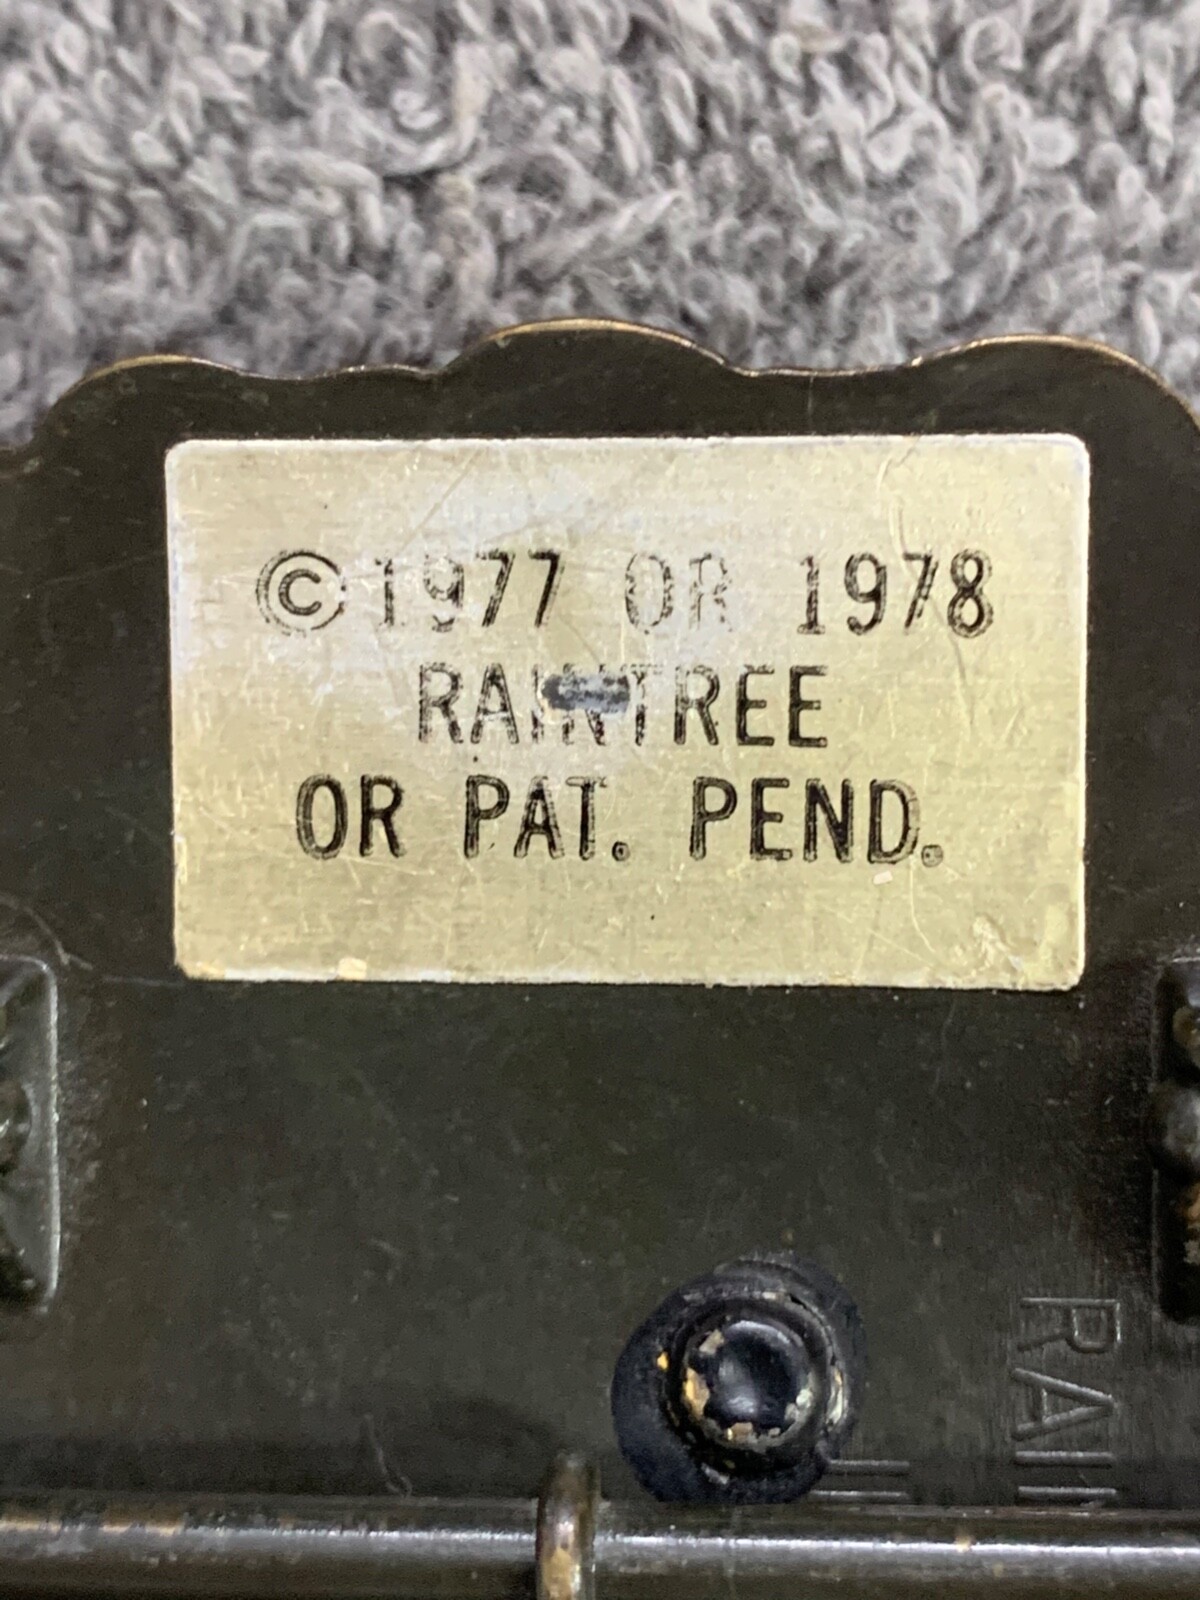 ©1977 OR 1978
RAINTREE
OR PAT. PEND.